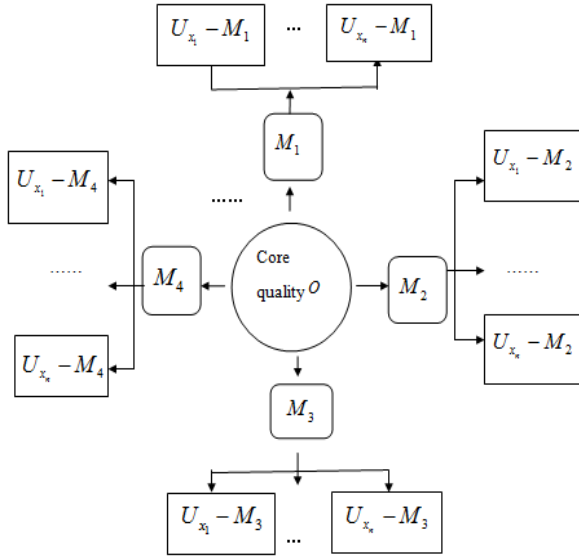 U_{x_1} − M_1 ... U_{x_n} − M_1
M_1
U_{x_1} − M_4
U_{x_1} − M_2
......
Core
quality O
......
M_4
M_2
......
U_{x_n} − M_4
U_{x_n} − M_2
M_3
U_{x_1} − M_3 ... U_{x_n} − M_3